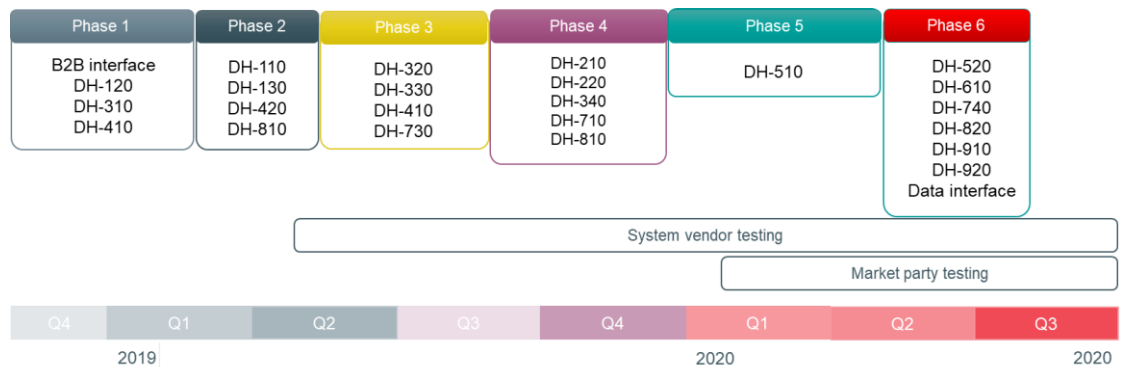 Phase 1
B2B interface
DH-120
DH-310
DH-410
Phase 2
DH-110
DH-130
DH-420
DH-810
Phase 3
DH-320
DH-330
DH-410
DH-730
Phase 4
DH-210
DH-220
DH-340
DH-710
DH-810
Phase 5
DH-510
Phase 6
DH-520
DH-610
DH-740
DH-820
DH-910
DH-920
Data interface
System vendor testing
Market party testing
Q4 Q1 Q2 Q3 Q4 Q1 Q2 Q3
2019 2020 2020